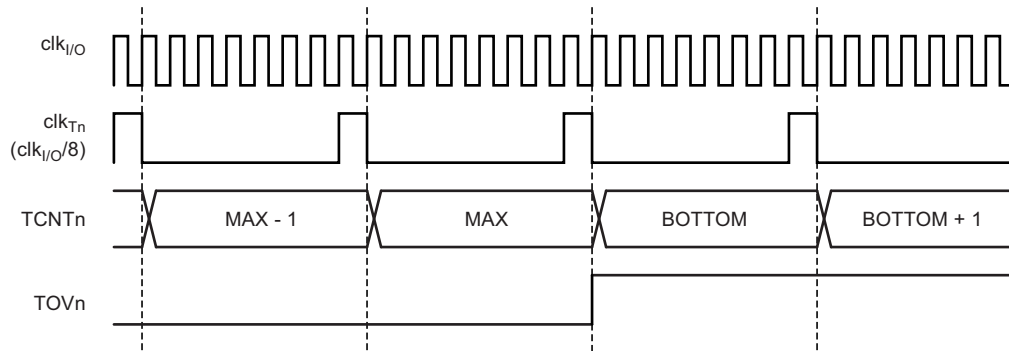 clkI/O
clkTn
(clkI/O/8)
TCNTn MAX - 1 MAX BOTTOM BOTTOM + 1
TOVn